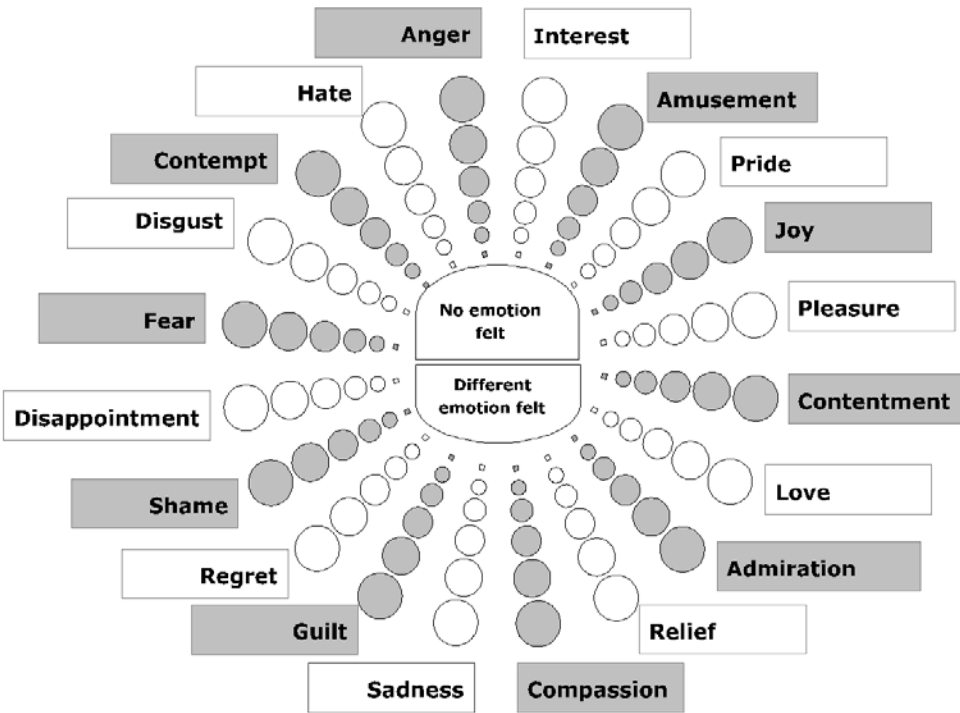 Anger
Interest
Hate
Amusement
Contempt
Pride
Disgust
Joy
Fear
No emotion
felt
Pleasure
Disappointment
Different
emotion felt
Contentment
Shame
Love
Regret
Admiration
Guilt
Relief
Sadness
Compassion